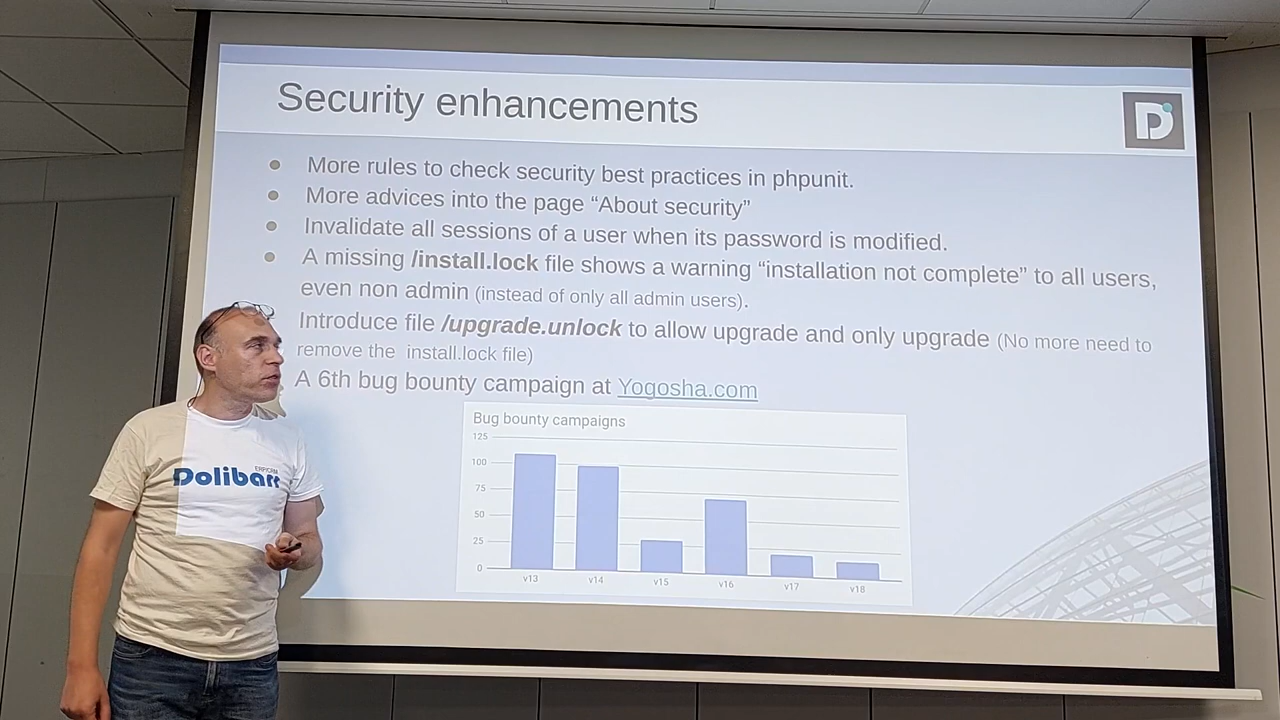 Security enhancements
D
More rules to check security best practices in phpunit.
More advices into the page “About security”
Invalidate all sessions of a user when its password is modified.
A missing /install.lock file shows a warning “installation not complete” to all users,
even non admin (instead of only all admin users).
Introduce file /upgrade.unlock to allow upgrade and only upgrade (No more need to
remove the install.lock file)
A 6th bug bounty campaign at Yogosha.com
Bug bounty campaigns
125
100
75
50
25
0
v13 v14 v15 v16 v17 v18
ERP/CRM
Dolibarr